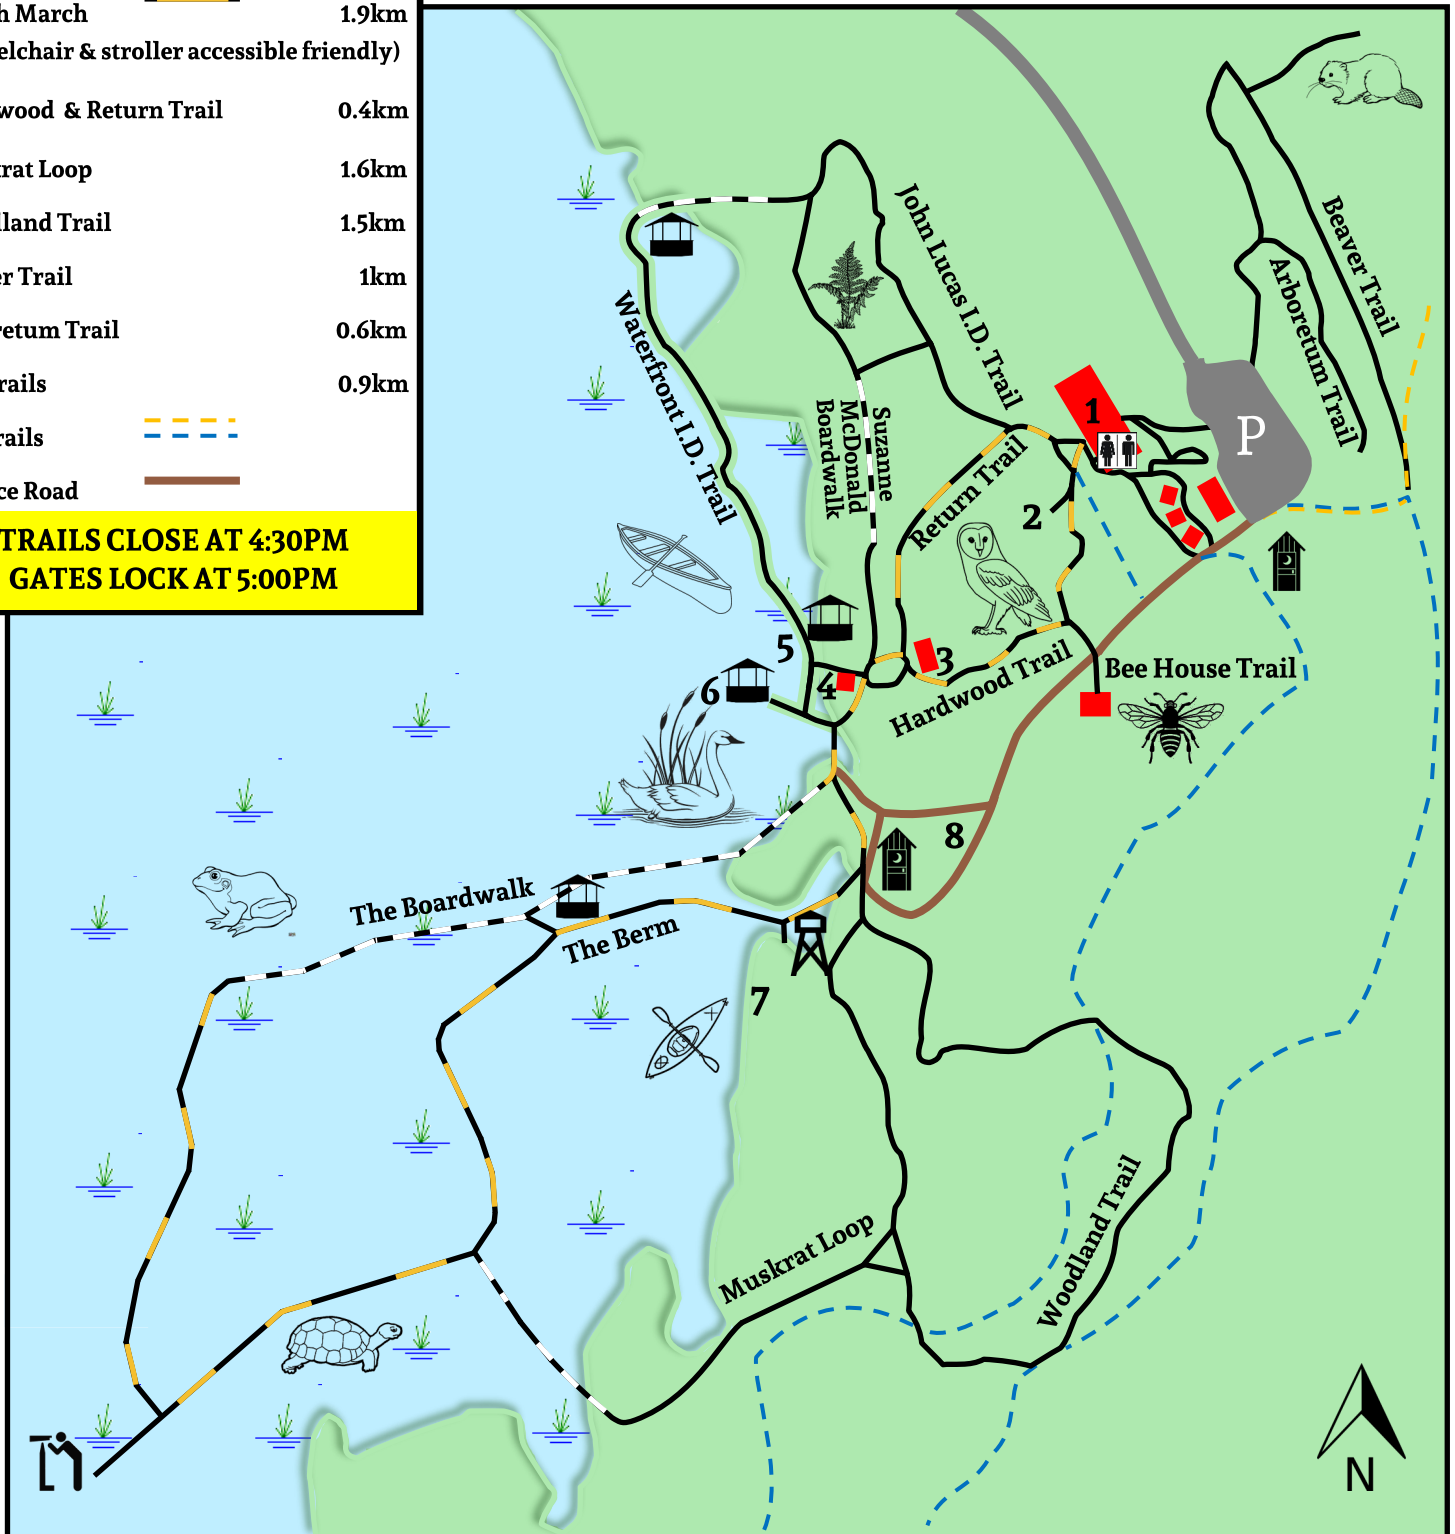 h March 1.9km
elchair & stroller accessible friendly)
wood & Return Trail 0.4km
rat Loop 1.6km
lland Trail 1.5km
er Trail 1km
retum Trail 0.6km
rails 0.9km
rails
ce Road
TRAILS CLOSE AT 4:30PM
GATES LOCK AT 5:00PM
John Lucas I.D. Trail
Beaver Trail
Arboretum Trail
Waterfront I.D. Trail
Suzanne
McDonald
Boardwalk
1
P
Return Trail
2
5
3
4
6
Hardwood Trail
Bee House Trail
8
The Boardwalk
The Berm
7
Muskrat Loop
Woodland Trail
N